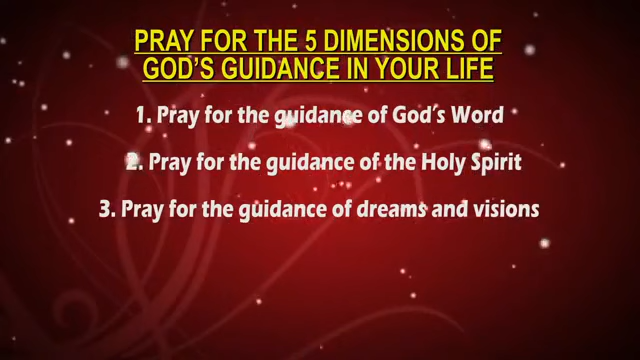 PRAY FOR THE 5 DIMENSIONS OF
GOD'S GUIDANCE IN YOUR LIFE
1. Pray for the guidance of God's Word
2. Pray for the guidance of the Holy Spirit
3. Pray for the guidance of dreams and visions